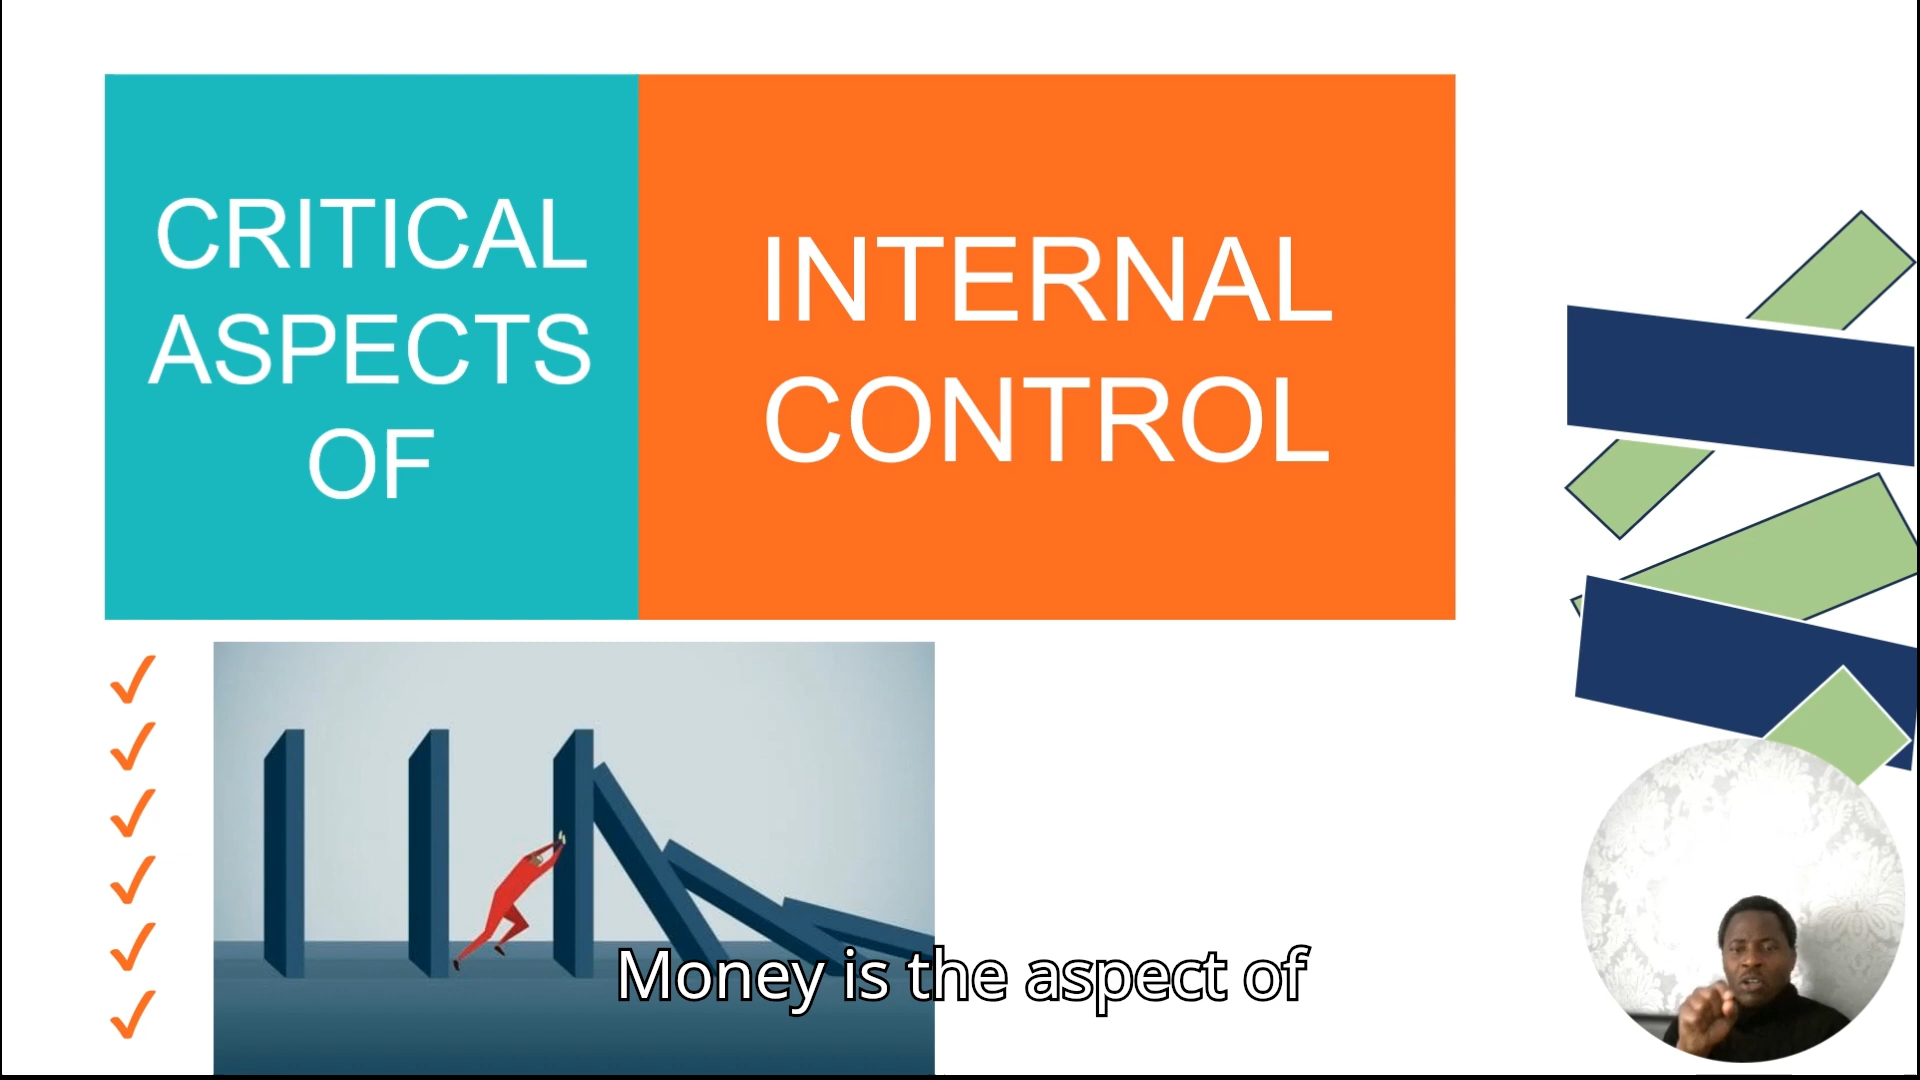 CRITICAL
ASPECTS
OF
INTERNAL
CONTROL
Money is the aspect of